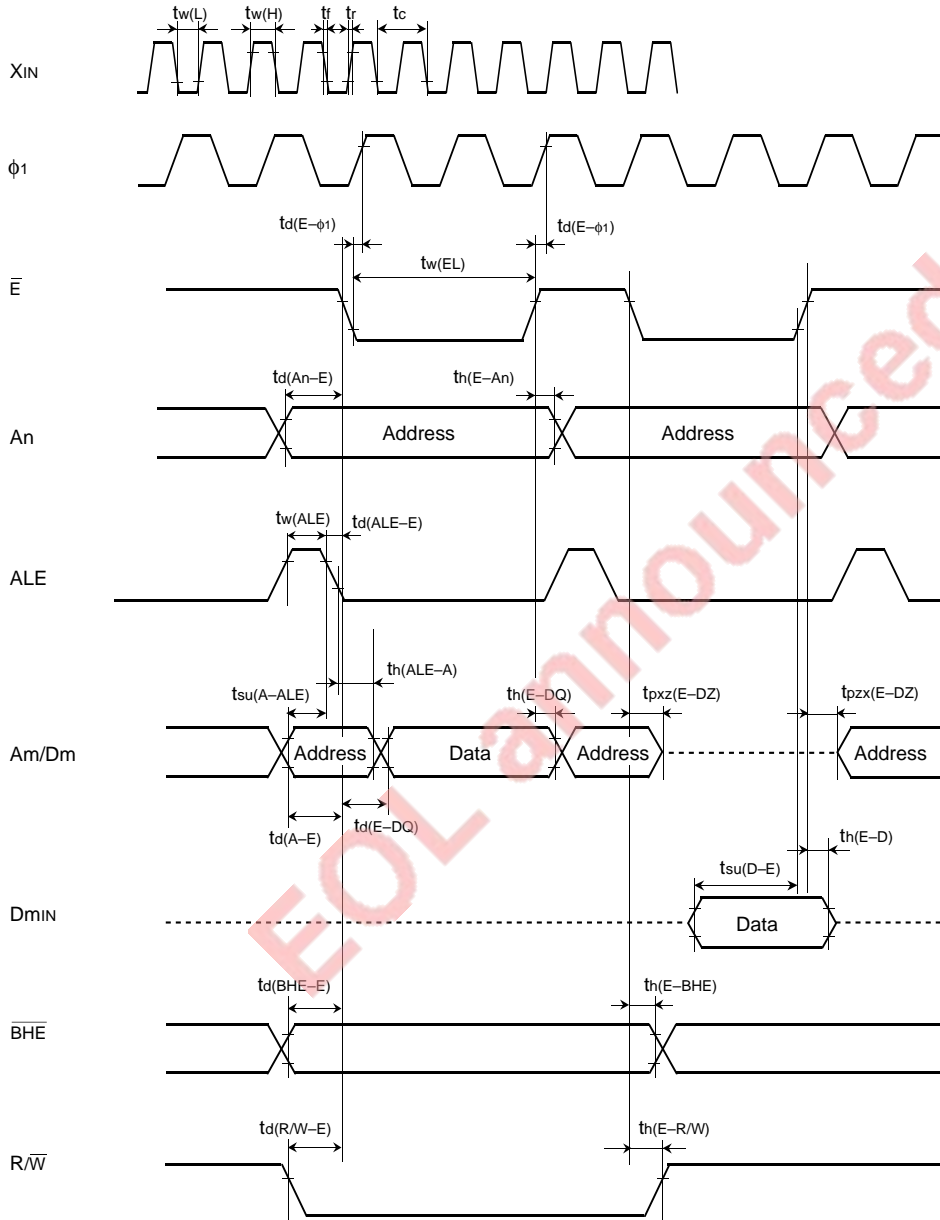 tw(L) tw(H) tf tr tc
XIN
ϕ1
td(E–ϕ1) td(E–ϕ1)
tw(EL)
E̅
td(An–E) th(E–An)
An Address Address
tw(ALE) td(ALE–E)
ALE
th(ALE–A)
tsu(A–ALE) th(E–DQ) tpxz(E–DZ) tpzx(E–DZ)
Am/Dm Address Data Address Address
td(A–E) td(E–DQ)
th(E–D)
tsu(D–E)
DmIN Data
td(BHE–E) th(E–BHE)
B̅H̅E̅
td(R/W–E) th(E–R/W)
R/W̅
EOL announced